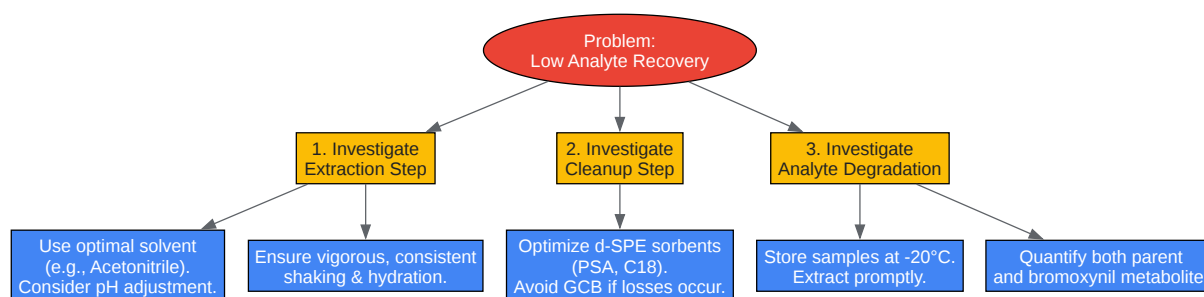 Problem:
Low Analyte Recovery
1. Investigate
Extraction Step
2. Investigate
Cleanup Step
3. Investigate
Analyte Degradation
Use optimal solvent
(e.g., Acetonitrile).
Consider pH adjustment.
Ensure vigorous, consistent
shaking & hydration.
Optimize d-SPE sorbents
(PSA, C18).
Avoid GCB if losses occur.
Store samples at -20°C.
Extract promptly.
Quantify both parent
and bromoxynil metabolite.